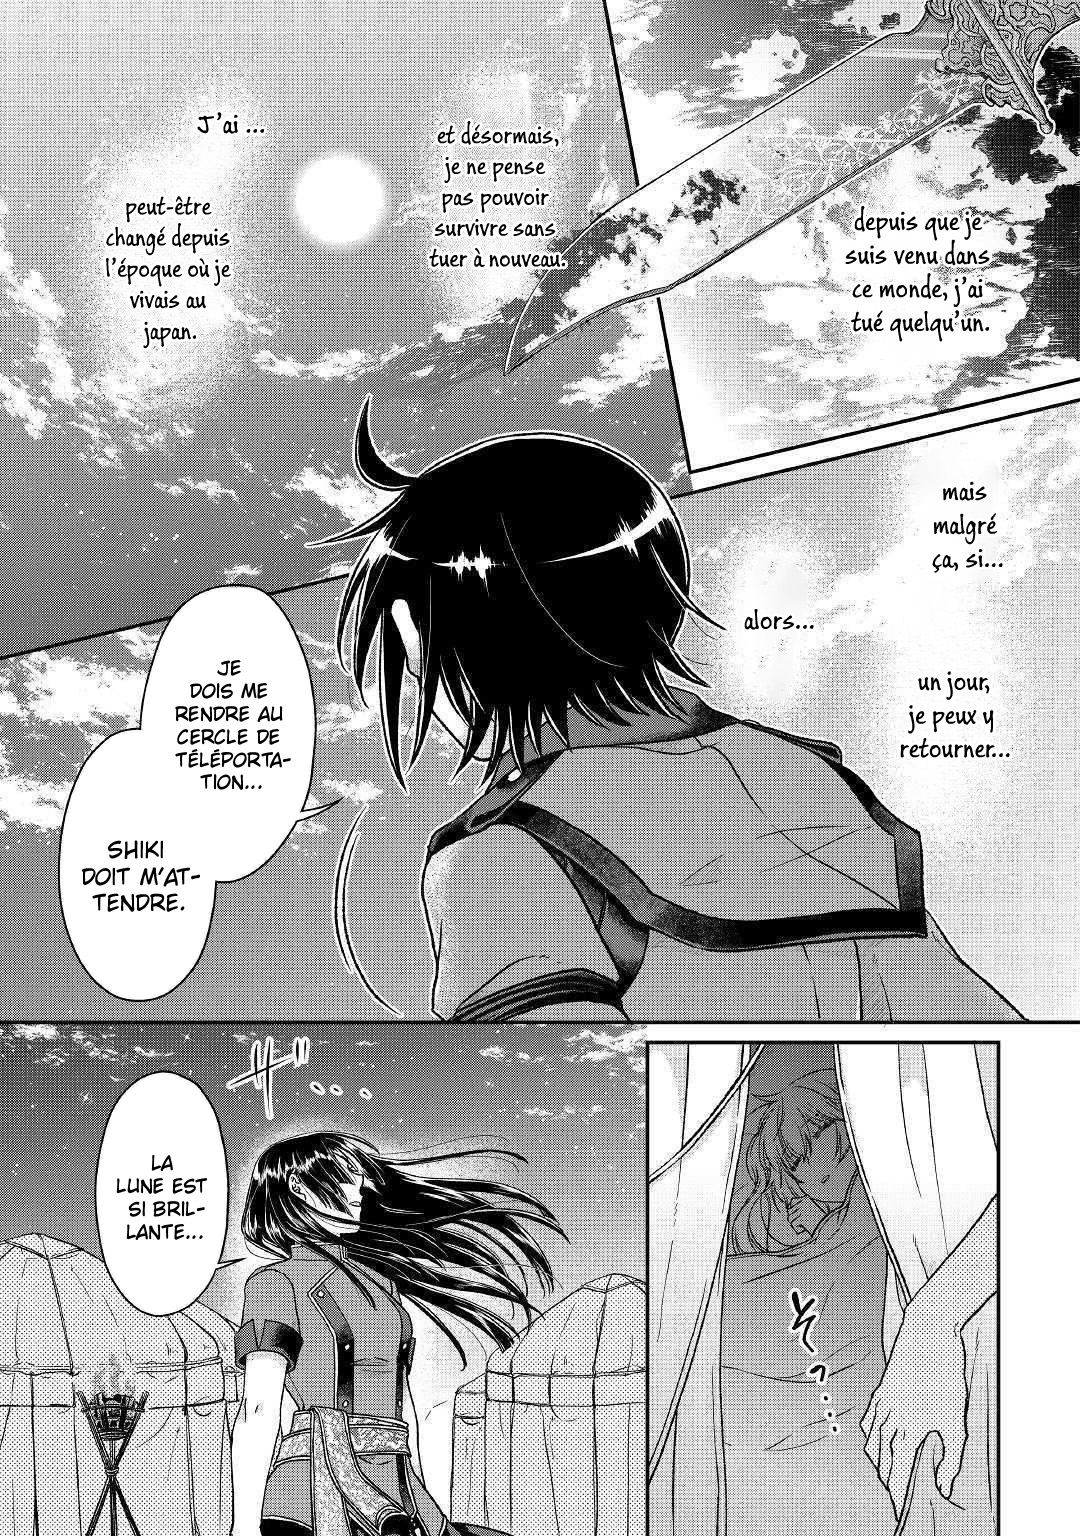 depuis que je
suis venu dans
ce monde, j'ai
tué quelqu'un.
et désormais,
je ne pense
pas pouvoir
survivre sans
tuer à nouveau.
J'ai ...
peut-être
changé depuis
l'époque où je
vivais au
japan.
mais
malgré
ça, si...
un jour,
je peux y
retourner...
alors...
JE
DOIS ME
RENDRE AU
CERCLE DE
TÉLÉPORTA-
TION...
SHIKI
DOIT M'AT-
TENDRE.
そっ…
ザ…
LA
LUNE EST
SI BRIL-
LANTE...